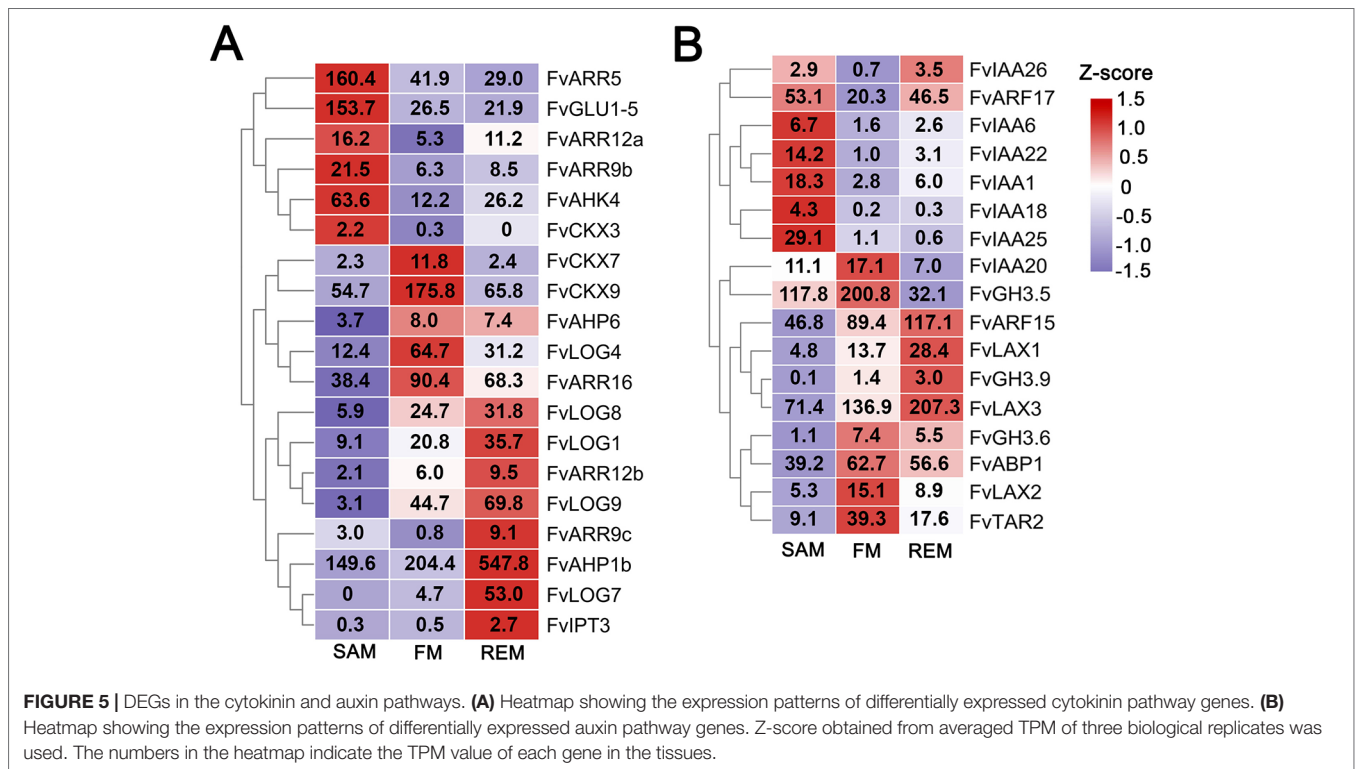 A
160.4 41.9 29.0 FvARR5
153.7 26.5 21.9 FvGLU1-5
16.2 5.3 11.2 FvARR12a
21.5 6.3 8.5 FvARR9b
63.6 12.2 26.2 FvAHK4
2.2 0.3 0 FvCKX3
2.3 11.8 2.4 FvCKX7
54.7 175.8 65.8 FvCKX9
3.7 8.0 7.4 FvAHP6
12.4 64.7 31.2 FvLOG4
38.4 90.4 68.3 FvARR16
5.9 24.7 31.8 FvLOG8
9.1 20.8 35.7 FvLOG1
2.1 6.0 9.5 FvARR12b
3.1 44.7 69.8 FvLOG9
3.0 0.8 9.1 FvARR9c
149.6 204.4 547.8 FvAHP1b
0 4.7 53.0 FvLOG7
0.3 0.5 2.7 FvIPT3
SAM FM REM
B
2.9 0.7 3.5 FvIAA26
53.1 20.3 46.5 FvARF17
6.7 1.6 2.6 FvIAA6
14.2 1.0 3.1 FvIAA22
18.3 2.8 6.0 FvIAA1
4.3 0.2 0.3 FvIAA18
29.1 1.1 0.6 FvIAA25
11.1 17.1 7.0 FvIAA20
117.8 200.8 32.1 FvGH3.5
46.8 89.4 117.1 FvARF15
4.8 13.7 28.4 FvLAX1
0.1 1.4 3.0 FvGH3.9
71.4 136.9 207.3 FvLAX3
1.1 7.4 5.5 FvGH3.6
39.2 62.7 56.6 FvABP1
5.3 15.1 8.9 FvLAX2
9.1 39.3 17.6 FvTAR2
SAM FM REM
Z-score
1.5
1.0
0.5
0
-0.5
-1.0
-1.5
FIGURE 5 | DEGs in the cytokinin and auxin pathways. (A) Heatmap showing the expression patterns of differentially expressed cytokinin pathway genes. (B)
Heatmap showing the expression patterns of differentially expressed auxin pathway genes. Z-score obtained from averaged TPM of three biological replicates was
used. The numbers in the heatmap indicate the TPM value of each gene in the tissues.